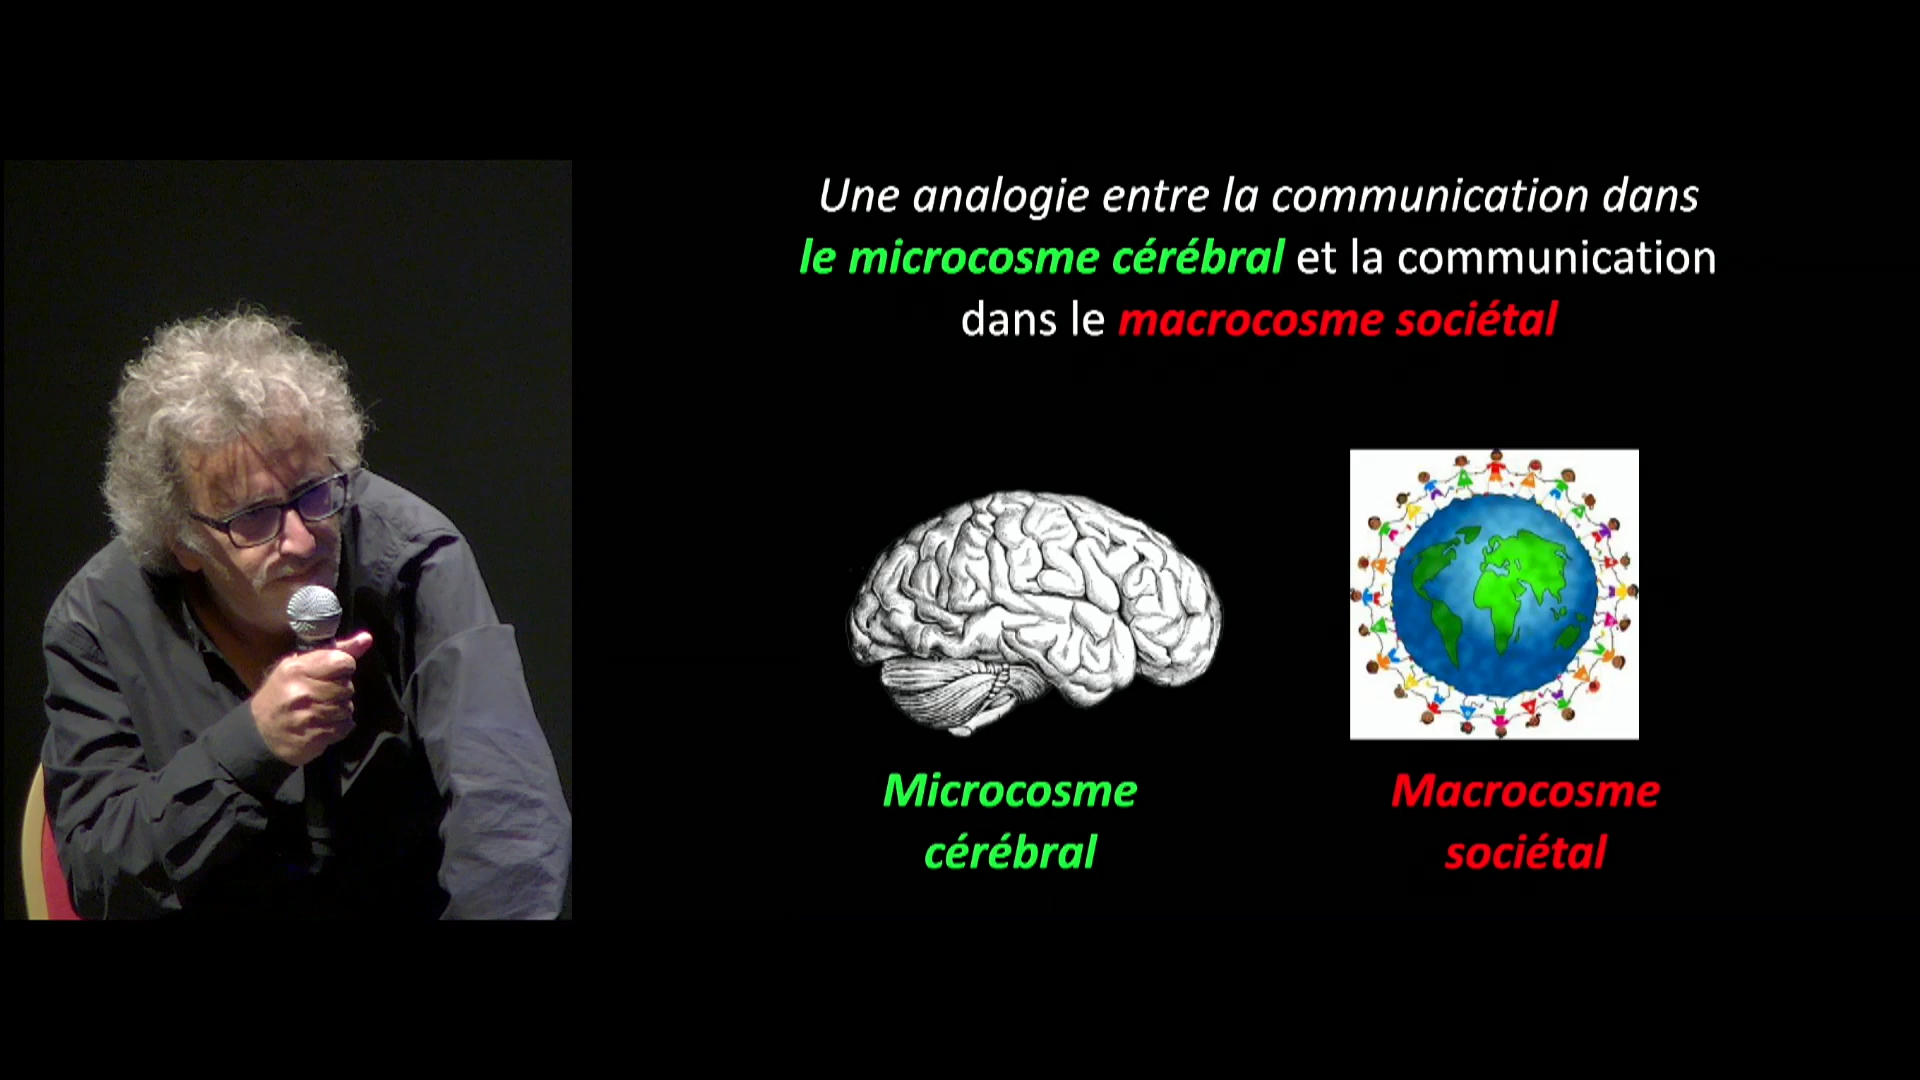 Une analogie entre la communication dans
le microcosme cérébral et la communication
dans le macrocosme sociétal
Microcosme
cérébral
Macrocosme
sociétal